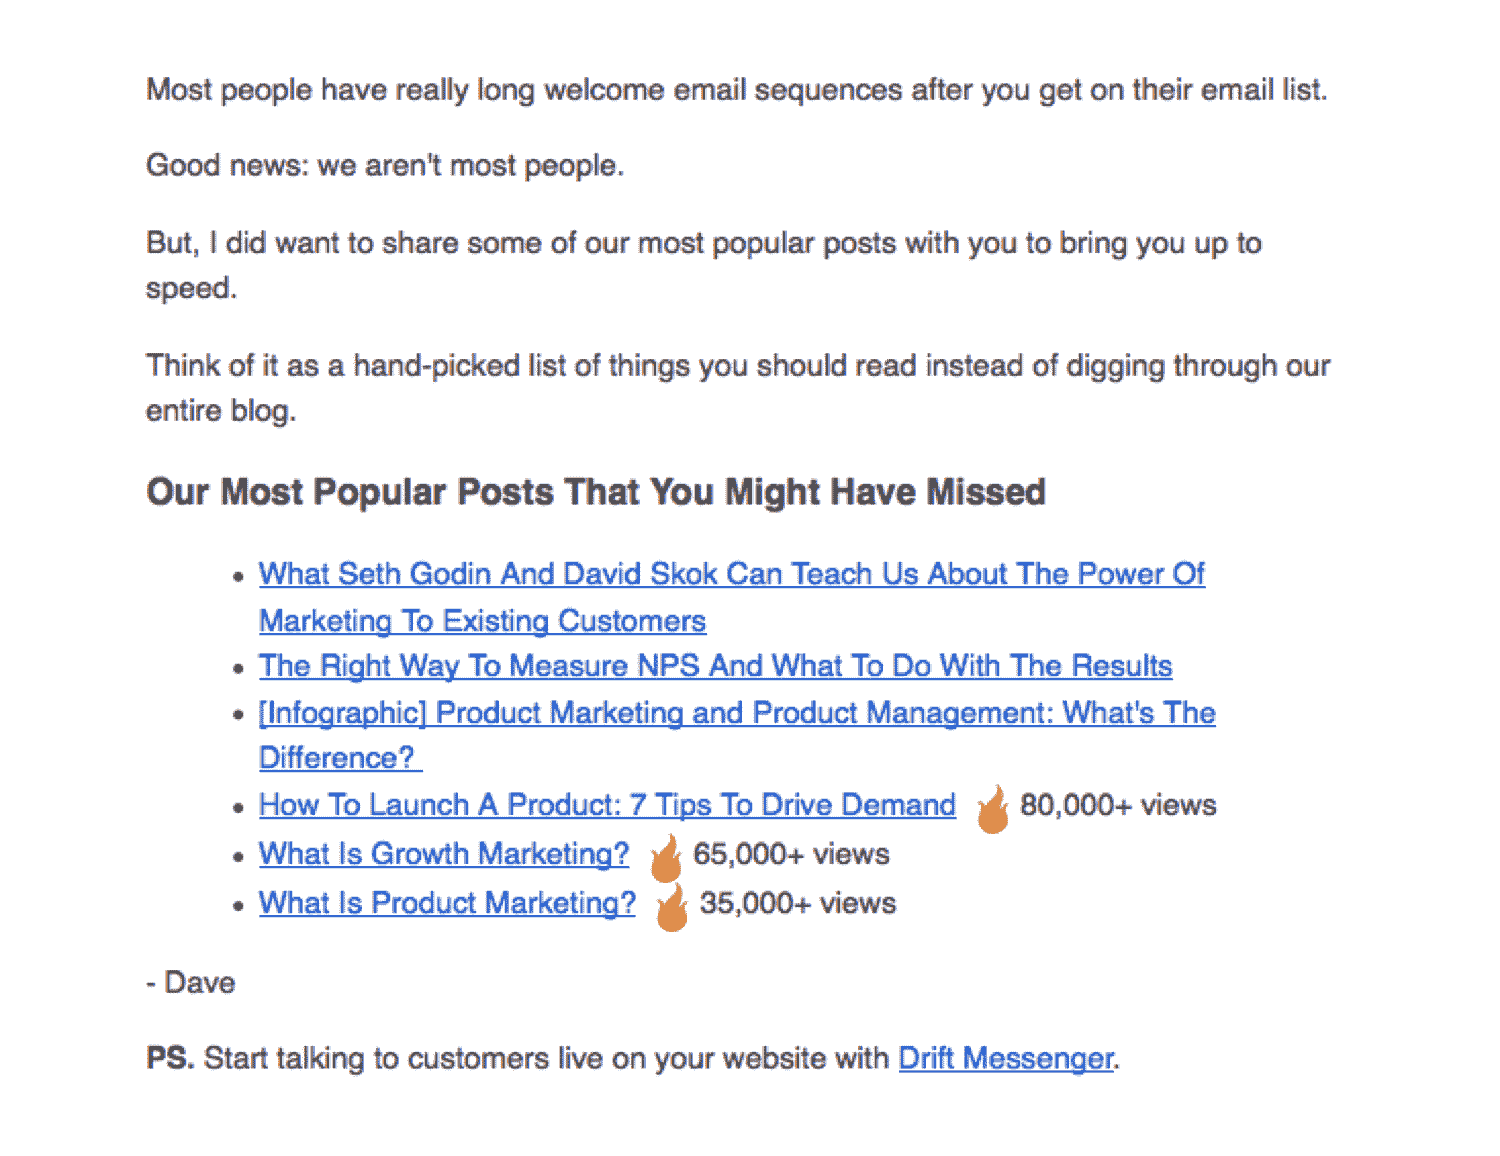 Most people have really long welcome email sequences after you get on their email list.
Good news: we aren't most people.
But, I did want to share some of our most popular posts with you to bring you up to
speed.
Think of it as a hand-picked list of things you should read instead of digging through our
entire blog.
Our Most Popular Posts That You Might Have Missed
• What Seth Godin And David Skok Can Teach Us About The Power Of
Marketing To Existing Customers
• The Right Way To Measure NPS And What To Do With The Results
• [Infographic] Product Marketing and Product Management: What's The
Difference?
• How To Launch A Product: 7 Tips To Drive Demand 🔥 80,000+ views
• What Is Growth Marketing? 🔥 65,000+ views
• What Is Product Marketing? 🔥 35,000+ views
- Dave
PS. Start talking to customers live on your website with Drift Messenger.